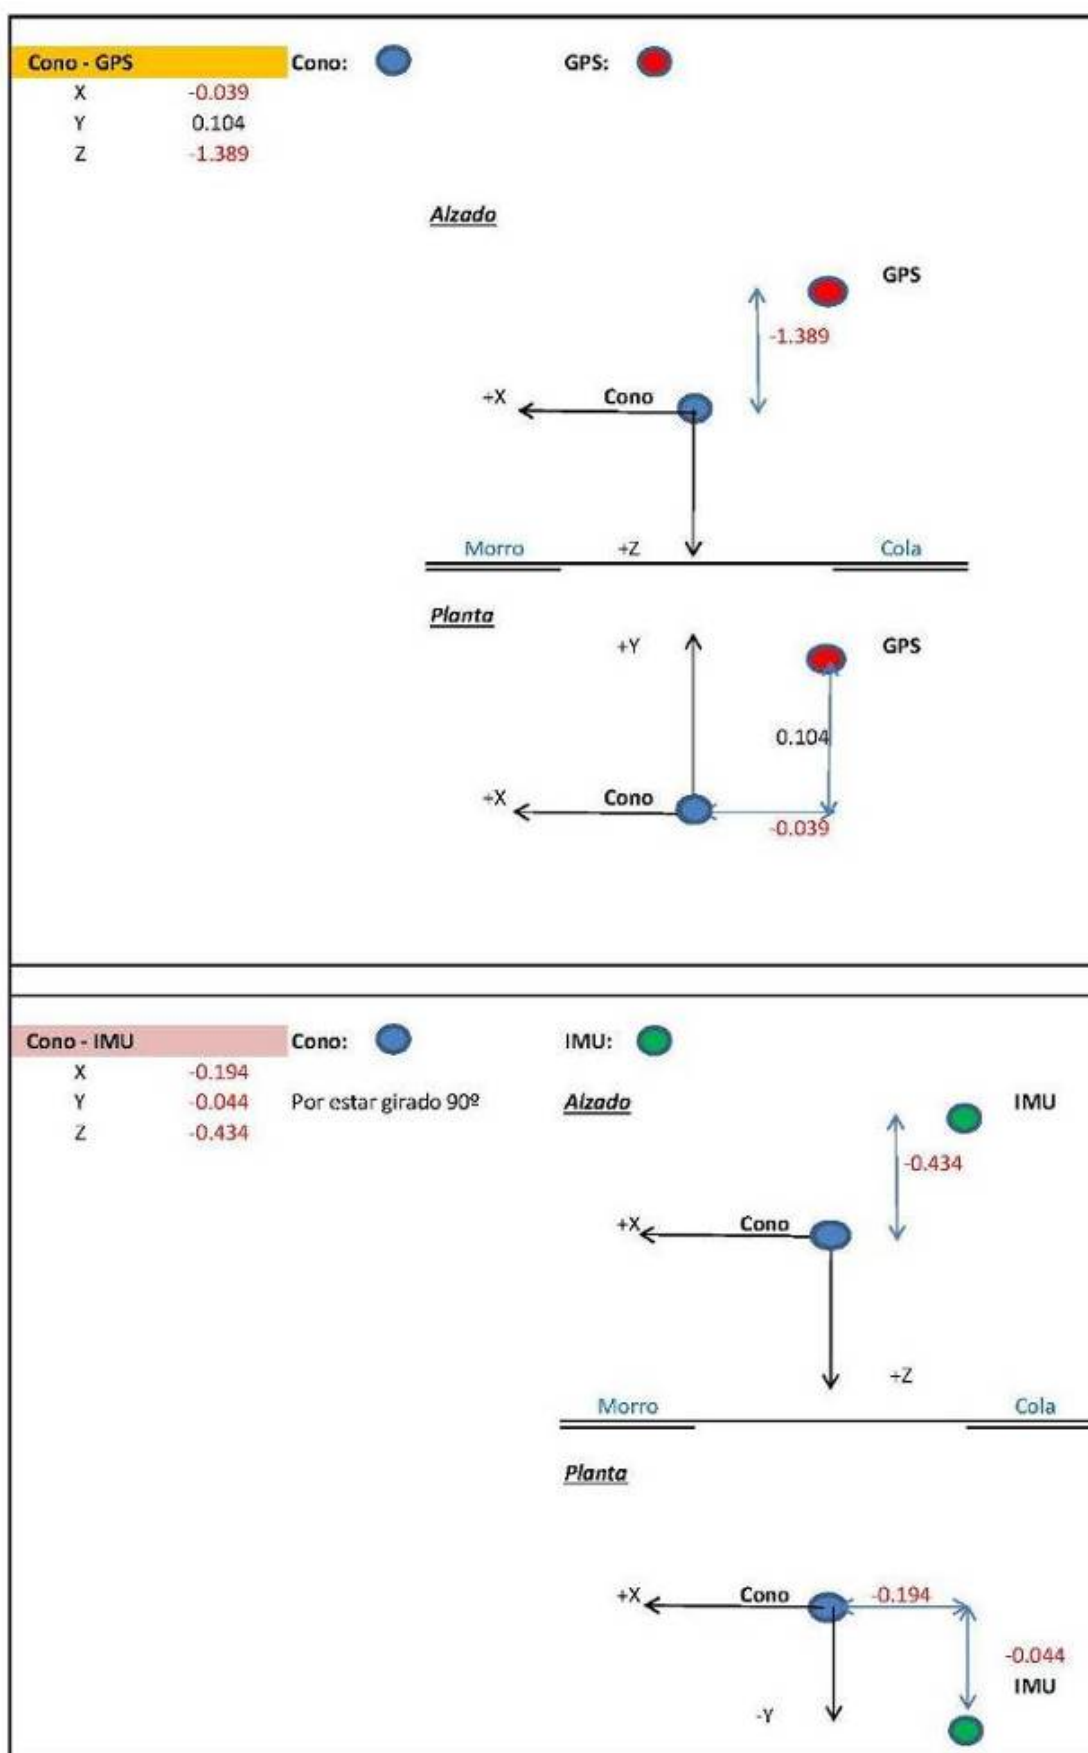 Cono - GPS Cono: GPS:
X -0.039
Y 0.104
Z -1.389
Alzado
GPS
-1.389
+X Cono
Morro +Z Cola
Planta
+Y GPS
0.104
+X Cono
-0.039
Cono - IMU Cono: IMU:
X -0.194
Y -0.044 Por estar girado 90º Alzado IMU
Z -0.434
-0.434
+X Cono
+Z
Morro Cola
Planta
+X Cono -0.194
-0.044
IMU
-Y